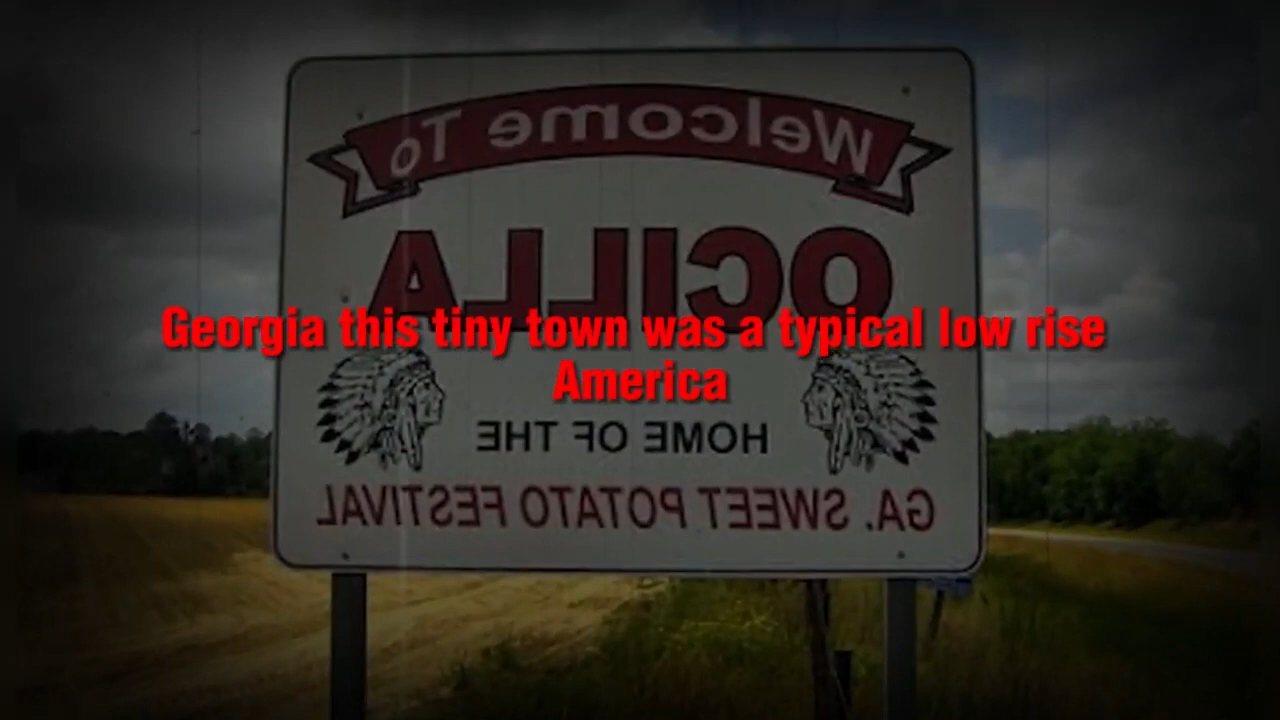 Welcome To
OCILLA
Georgia this tiny town was a typical low rise
America
HOME OF THE
GA. SWEET POTATO FESTIVAL